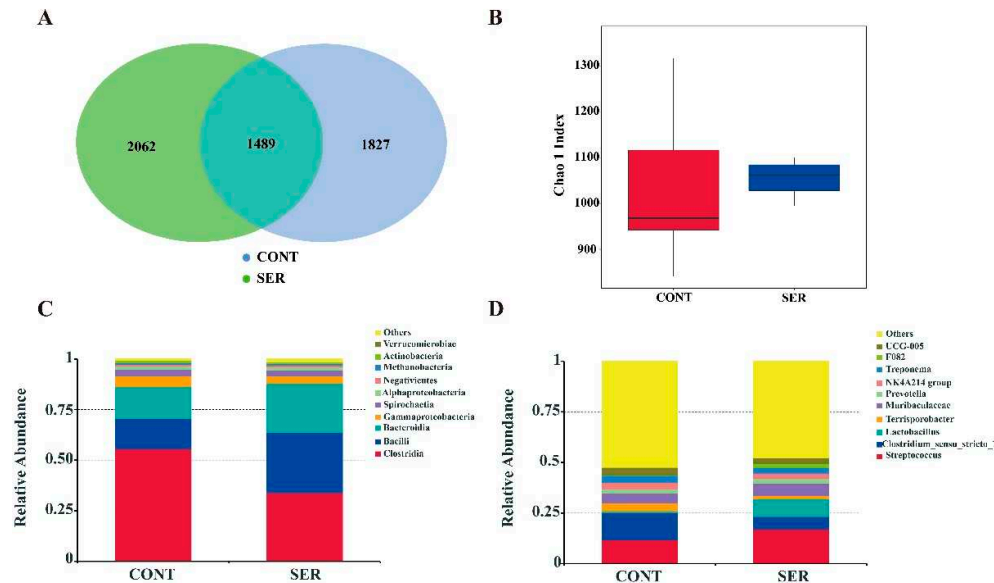 A
2062
1489
1827
CONT
SER
B
Chao 1 Index
1300
1200
1100
1000
900
CONT
SER
C
Relative Abundance
1
0.75
0.50
0.25
0
CONT
SER
Others
Verrucomicrobiae
Actinobacteria
Methanobacteria
Negativicutes
Alphaproteobacteria
Spirochaetia
Gammaproteobacteria
Bacteroidia
Bacilli
Clostridia
D
Relative Abundance
1
0.75
0.50
0.25
0
CONT
SER
Others
UCG-005
F082
Treponema
NK4A214 group
Prevotella
Muribaculaceae
Terrisporobacter
Lactobacillus
Clostridium_sensu_stricto_
Streptococcus